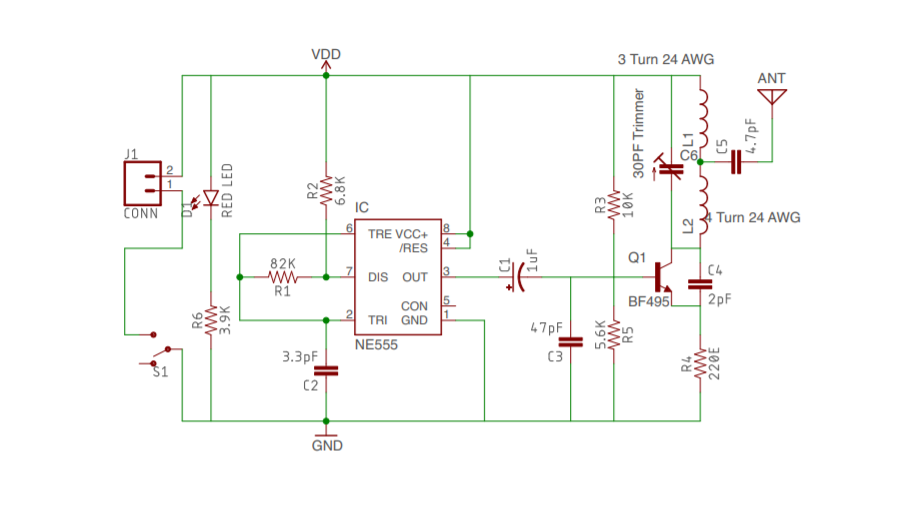 VDD
3 Turn 24 AWG
ANT
J1
2
1
CONN
D1
RED LED
R2
6.8K
30PF Trimmer
C6
L1
C5
4.7pF
R3
10K
L2
4 Turn 24 AWG
IC
6
TRE
VCC+
8
/RES
4
82K
R1
7
DIS
OUT
3
CON
5
2
TRI
GND
1
NE555
C1
1uF
Q1
BF495
C4
2pF
R6
3.9K
S1
3.3pF
C2
47pF
C3
5.6K
R5
R4
220E
GND